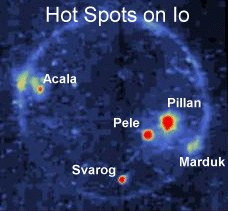 Hot Spots on Io
Acala
Pillan
Pele
Marduk
Svarog